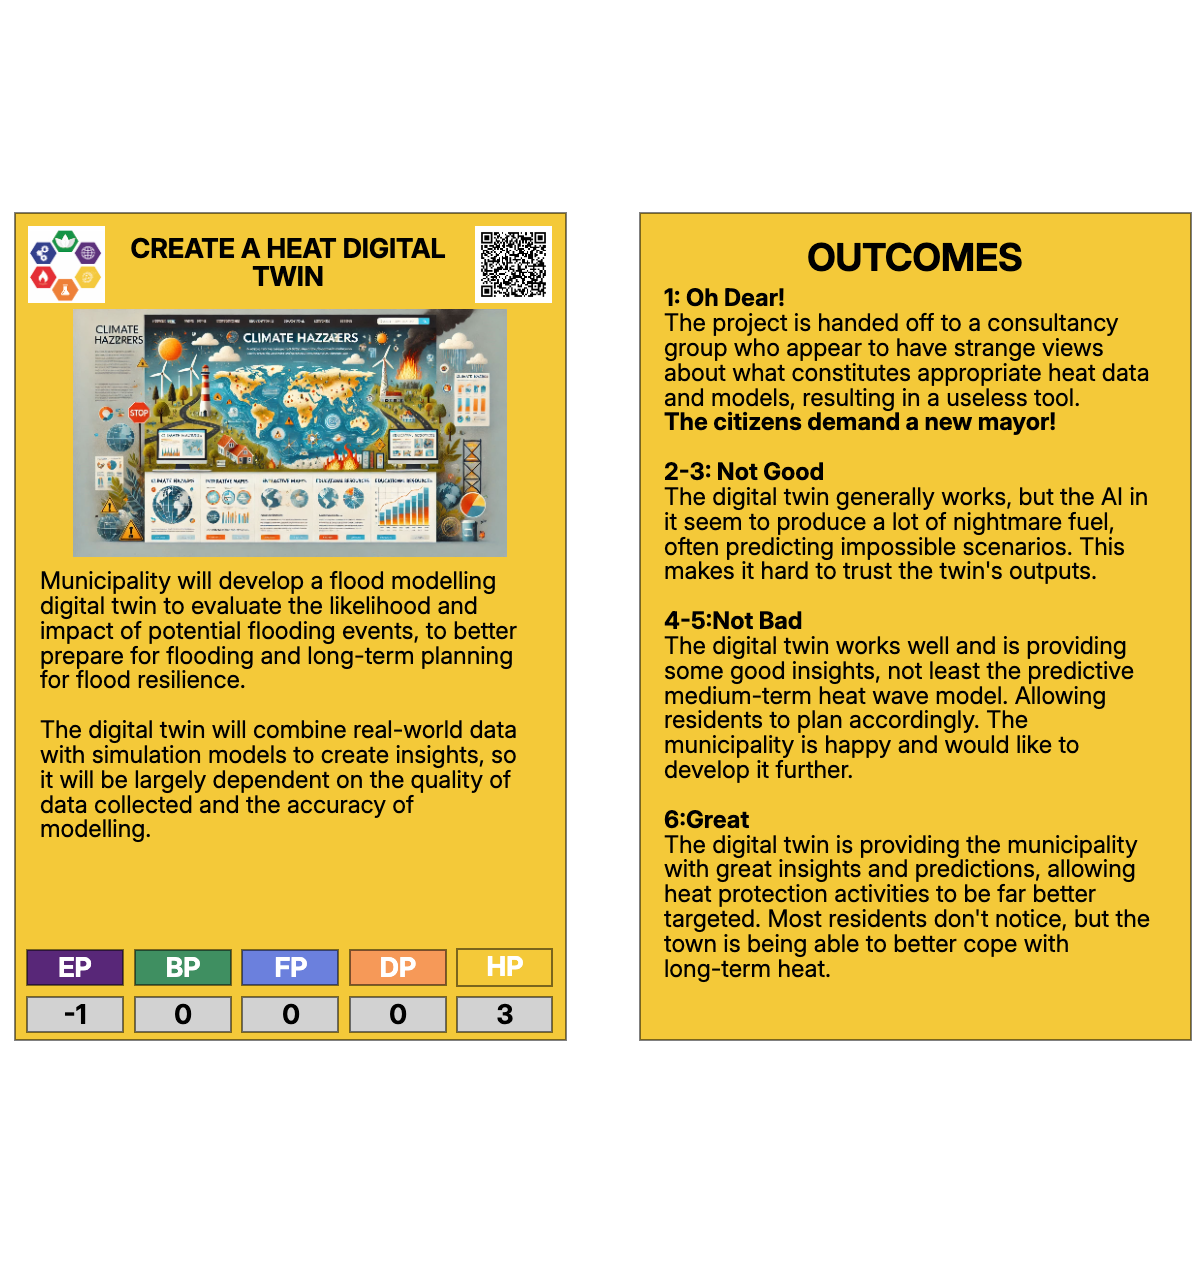 CREATE A HEAT DIGITAL
TWIN
CLIMATE
HAZERRERS
CLIMATE HAZZERS
STOP
Municipality will develop a flood modelling
digital twin to evaluate the likelihood and
impact of potential flooding events, to better
prepare for flooding and long-term planning
for flood resilience.
The digital twin will combine real-world data
with simulation models to create insights, so
it will be largely dependent on the quality of
data collected and the accuracy of
modelling.
EP BP FP DP HP
-1 0 0 0 3
OUTCOMES
1: Oh Dear!
The project is handed off to a consultancy
group who appear to have strange views
about what constitutes appropriate heat data
and models, resulting in a useless tool.
The citizens demand a new mayor!
2-3: Not Good
The digital twin generally works, but the AI in
it seem to produce a lot of nightmare fuel,
often predicting impossible scenarios. This
makes it hard to trust the twin's outputs.
4-5:Not Bad
The digital twin works well and is providing
some good insights, not least the predictive
medium-term heat wave model. Allowing
residents to plan accordingly. The
municipality is happy and would like to
develop it further.
6:Great
The digital twin is providing the municipality
with great insights and predictions, allowing
heat protection activities to be far better
targeted. Most residents don't notice, but the
town is being able to better cope with
long-term heat.